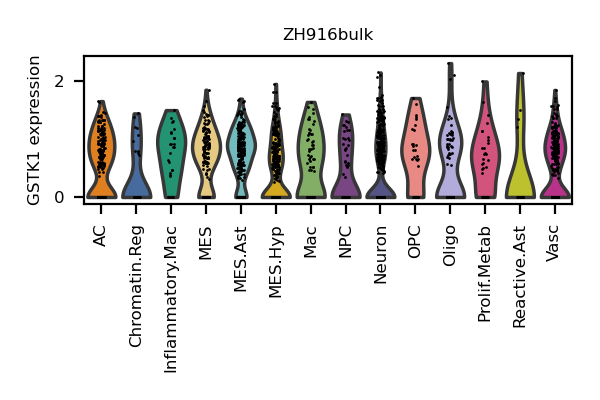 ZH916bulk
GSTK1 expression
2
0
AC
Chromatin.Reg
Inflammatory.Mac
MES
MES.Ast
MES.Hyp
Mac
NPC
Neuron
OPC
Oligo
Prolif.Metab
Reactive.Ast
Vasc